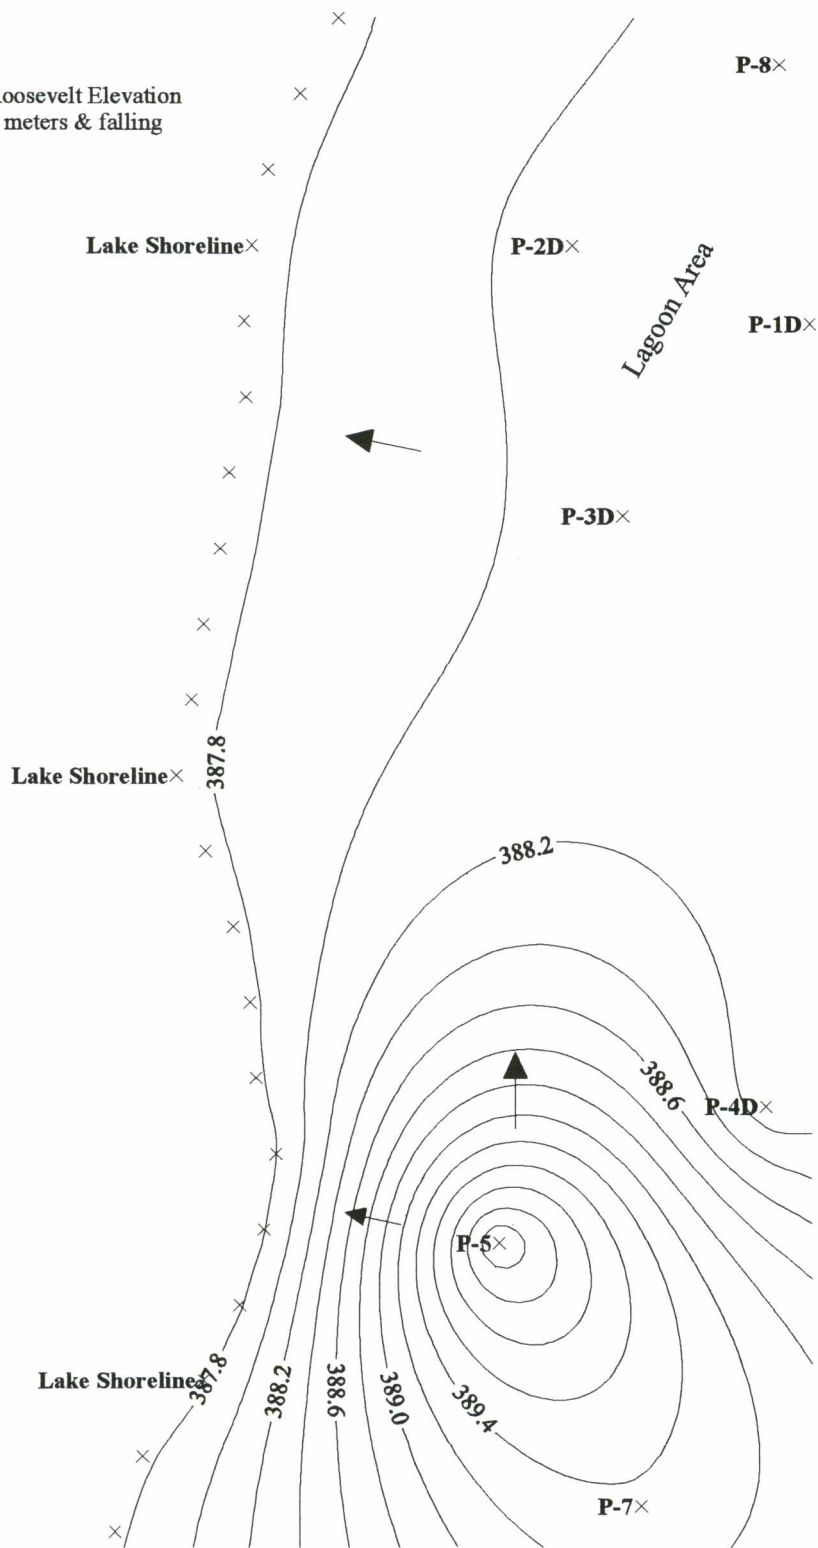 P-8
Elevation
meters & falling
Lake Shoreline
P-2D
Lagoon Area
P-1D
P-3D
387.8
Lake Shoreline
388.2
388.6
P-4D
P-5
Lake Shoreline
387.8
388.2
388.6
389.0
389.4
P-7